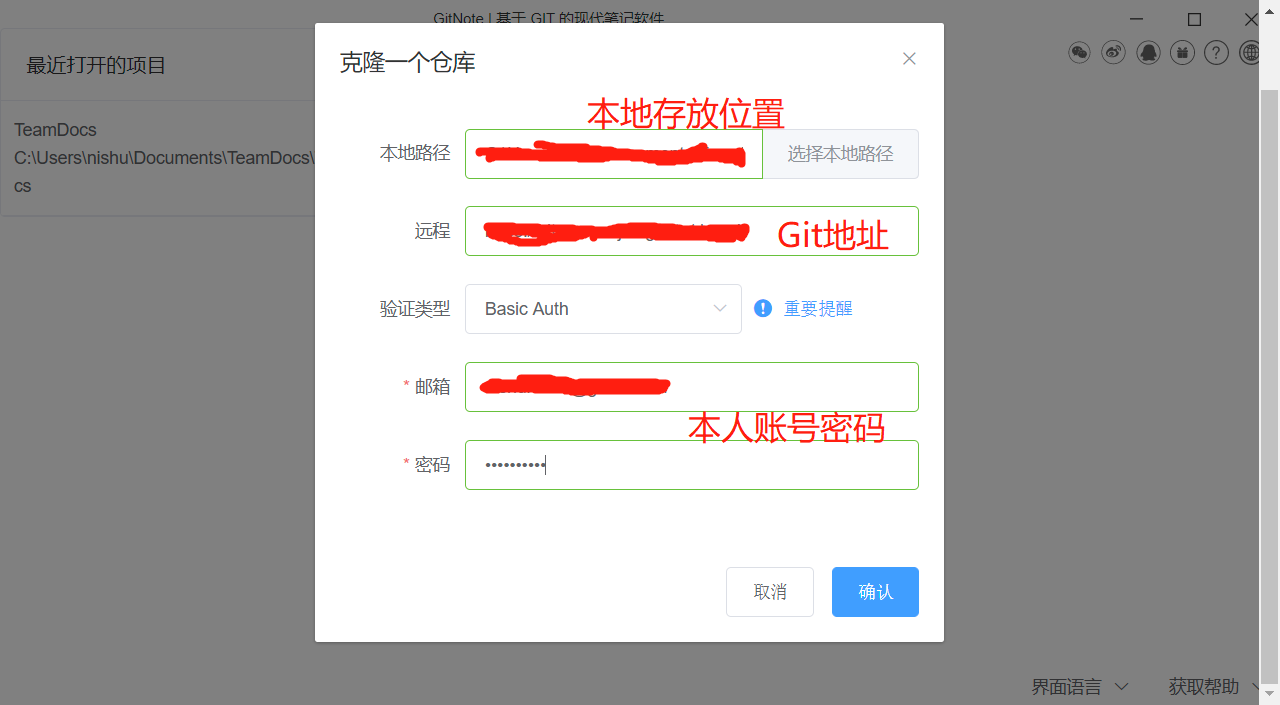 GitNote | 基于 GIT 的现代笔记软件
最近打开的项目
TeamDocs
C:\Users\nishu\Documents\TeamDocs\
cs
克隆一个仓库
本地存放位置
本地路径
选择本地路径
远程
Git地址
验证类型
Basic Auth
重要提醒
* 邮箱
本人账号密码
* 密码
••••••••••
取消
确认
界面语言
获取帮助